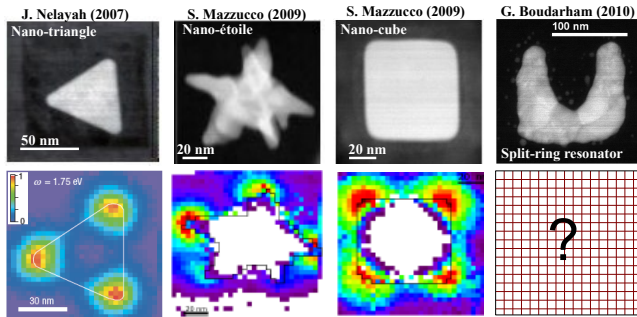 J. Nelayah (2007)
S. Mazzucco (2009)
S. Mazzucco (2009)
G. Boudarham (2010)
Nano-triangle
Nano-étoile
Nano-cube
100 nm
50 nm
20 nm
20 nm
Split-ring resonator
1
0
ω = 1.75 eV
30 nm
20 nm
?